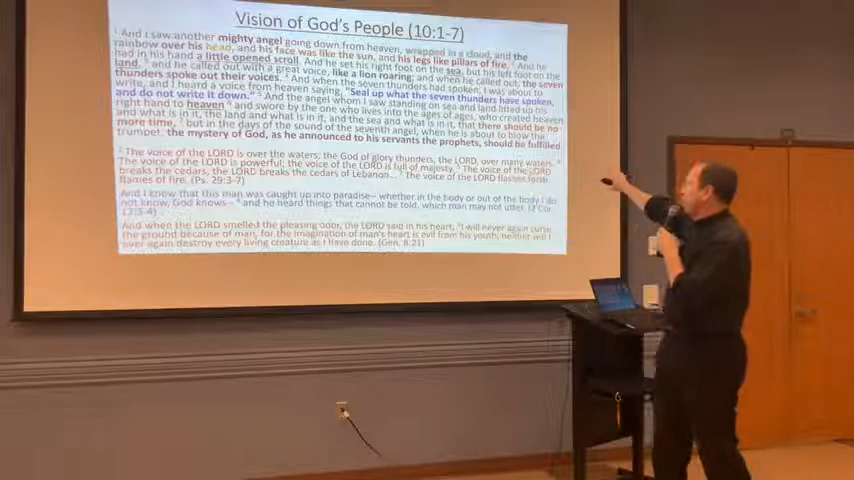 Vision of God's People (10:1-7)
1 And I saw another mighty angel going down from heaven, wrapped in a cloud, and the
rainbow over his head, and his face was like the sun, and his legs like pillars of fire, 2 And he
had in his hand a little opened scroll. And he set his right foot on the sea, but his left foot on the
land, 3 and he called out with a great voice, like a lion roaring; and when he called out, the seven
thunders spoke out their voices. 4 And when the seven thunders had spoken, I was about to
write, and I heard a voice from heaven saying, "Seal up what the seven thunders have spoken,
and do not write it down." 5 And the angel whom I saw standing on sea and land lifted up his
right hand to heaven 6 and swore by the one who lives into the ages of ages, who created heaven
and what is in it, the land and what is in it, and the sea and what is in it, that there should be no
more time, 7 but in the days of the sound of the seventh angel, when he is about to blow the
trumpet, the mystery of God, as he announced to his servants the prophets, should be fulfilled
3 The voice of the LORD is over the waters; the God of glory thunders, the LORD, over many waters. 4
The voice of the LORD is powerful; the voice of the LORD is full of majesty. 5 The voice of the LORD
breaks the cedars, the LORD breaks the cedars of Lebanon... 7 The voice of the LORD flashes forth
flames of fire. (Ps. 29:3-7)
And I know that this man was caught up into paradise-- whether in the body or out of the body I do
not know, God knows-- 4 and he heard things that cannot be told, which man may not utter. (2 Cor
12:3-4)
And when the LORD smelled the pleasing odor, the LORD said in his heart, "I will never again curse
the ground because of man, for the imagination of man's heart is evil from his youth; neither will I
ever again destroy every living creature as I have done. (Gen. 8:21)